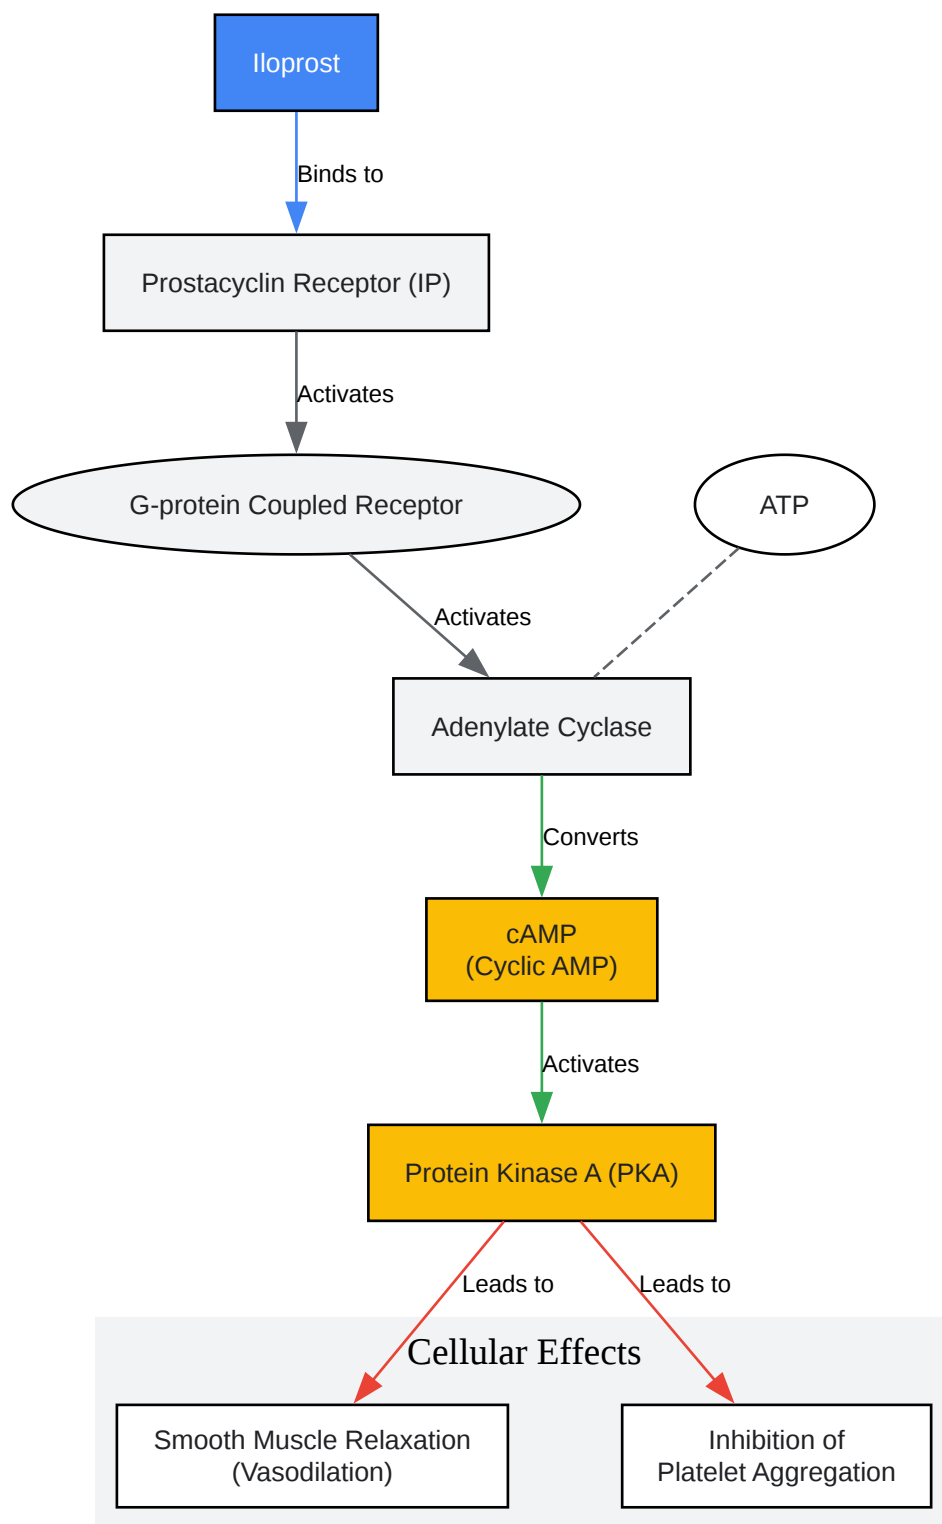 Iloprost
Binds to
Prostacyclin Receptor (IP)
Activates
G-protein Coupled Receptor
ATP
Activates
Adenylate Cyclase
Converts
cAMP
(Cyclic AMP)
Activates
Protein Kinase A (PKA)
Leads to
Leads to
Cellular Effects
Smooth Muscle Relaxation
(Vasodilation)
Inhibition of
Platelet Aggregation